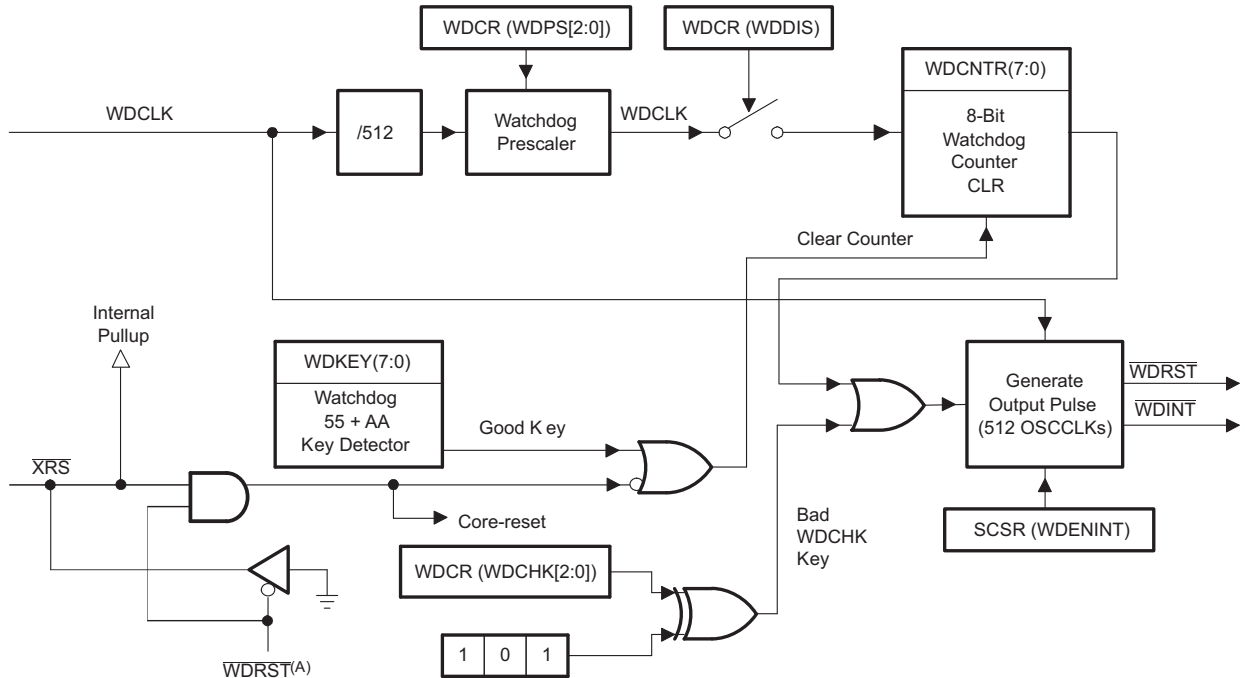 WDCR (WDPS[2:0])
WDCR (WDDIS)
WDCNTR(7:0)
8-Bit
Watchdog
Counter
CLR
WDCLK
/512
Watchdog
Prescaler
WDCLK
Clear Counter
Internal
Pullup
WDKEY(7:0)
Watchdog
55 + AA
Key Detector
Good Key
Generate
Output Pulse
(512 OSCCLKs)
WDRST
WDINT
XRS
Core-reset
Bad
WDCHK
Key
SCSR (WDENINT)
WDCR (WDCHK[2:0])
1 0 1
WDRST(A)